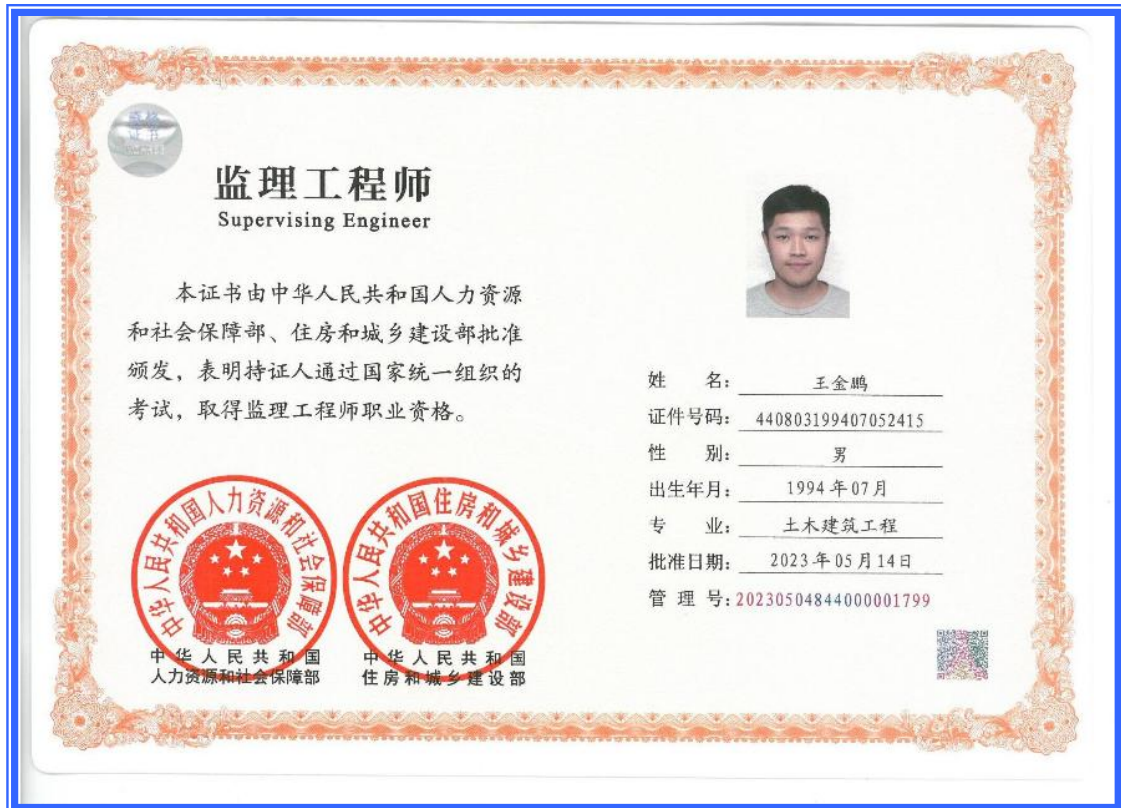 监理工程师
Supervising Engineer
本证书由中华人民共和国人力资源
和社会保障部、住房和城乡建设部批准
颁发，表明持证人通过国家统一组织的
考试，取得监理工程师职业资格。
中华人民共和国人力资源和社会保障部
中华人民共和国
人力资源和社会保障部
中华人民共和国住房和城乡建设部
中华人民共和国
住房和城乡建设部
姓 名：王金鹏
证件号码：440803199407052415
性 别：男
出生年月：1994年07月
专 业：土木建筑工程
批准日期：2023年05月14日
管 理 号：20230504844000001799